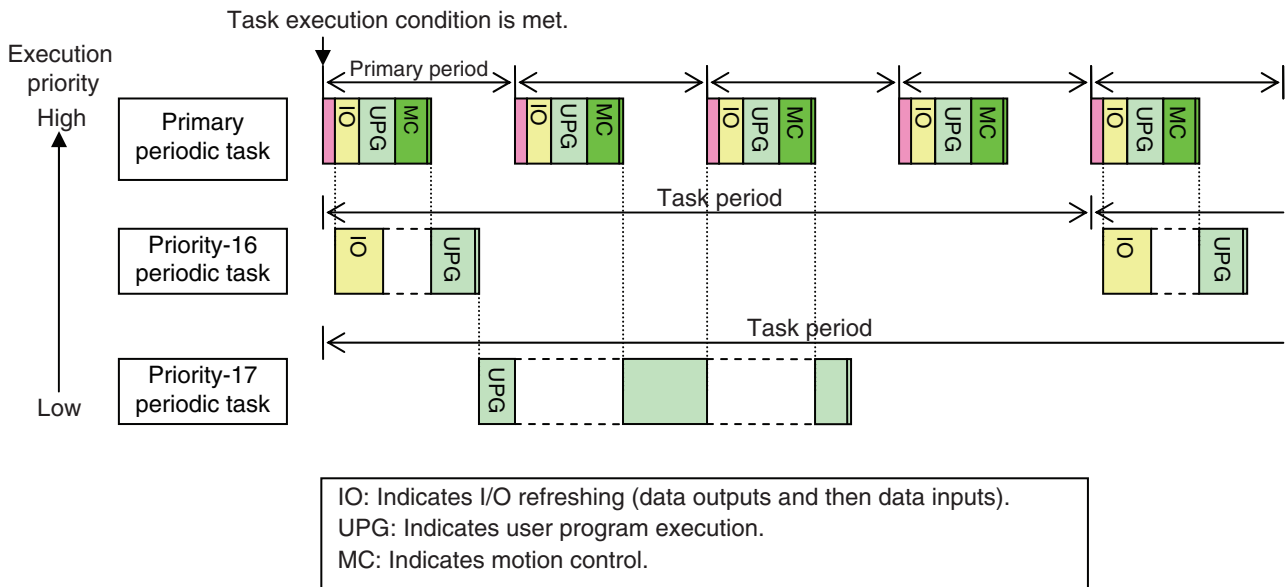 Task execution condition is met.
Execution
priority
High
Primary period
Primary
periodic task
IO
UPG
MC
IO
UPG
MC
IO
UPG
MC
IO
UPG
MC
IO
UPG
MC
Task period
Priority-16
periodic task
IO
UPG
IO
UPG
Task period
Priority-17
periodic task
UPG
Low
IO: Indicates I/O refreshing (data outputs and then data inputs).
UPG: Indicates user program execution.
MC: Indicates motion control.